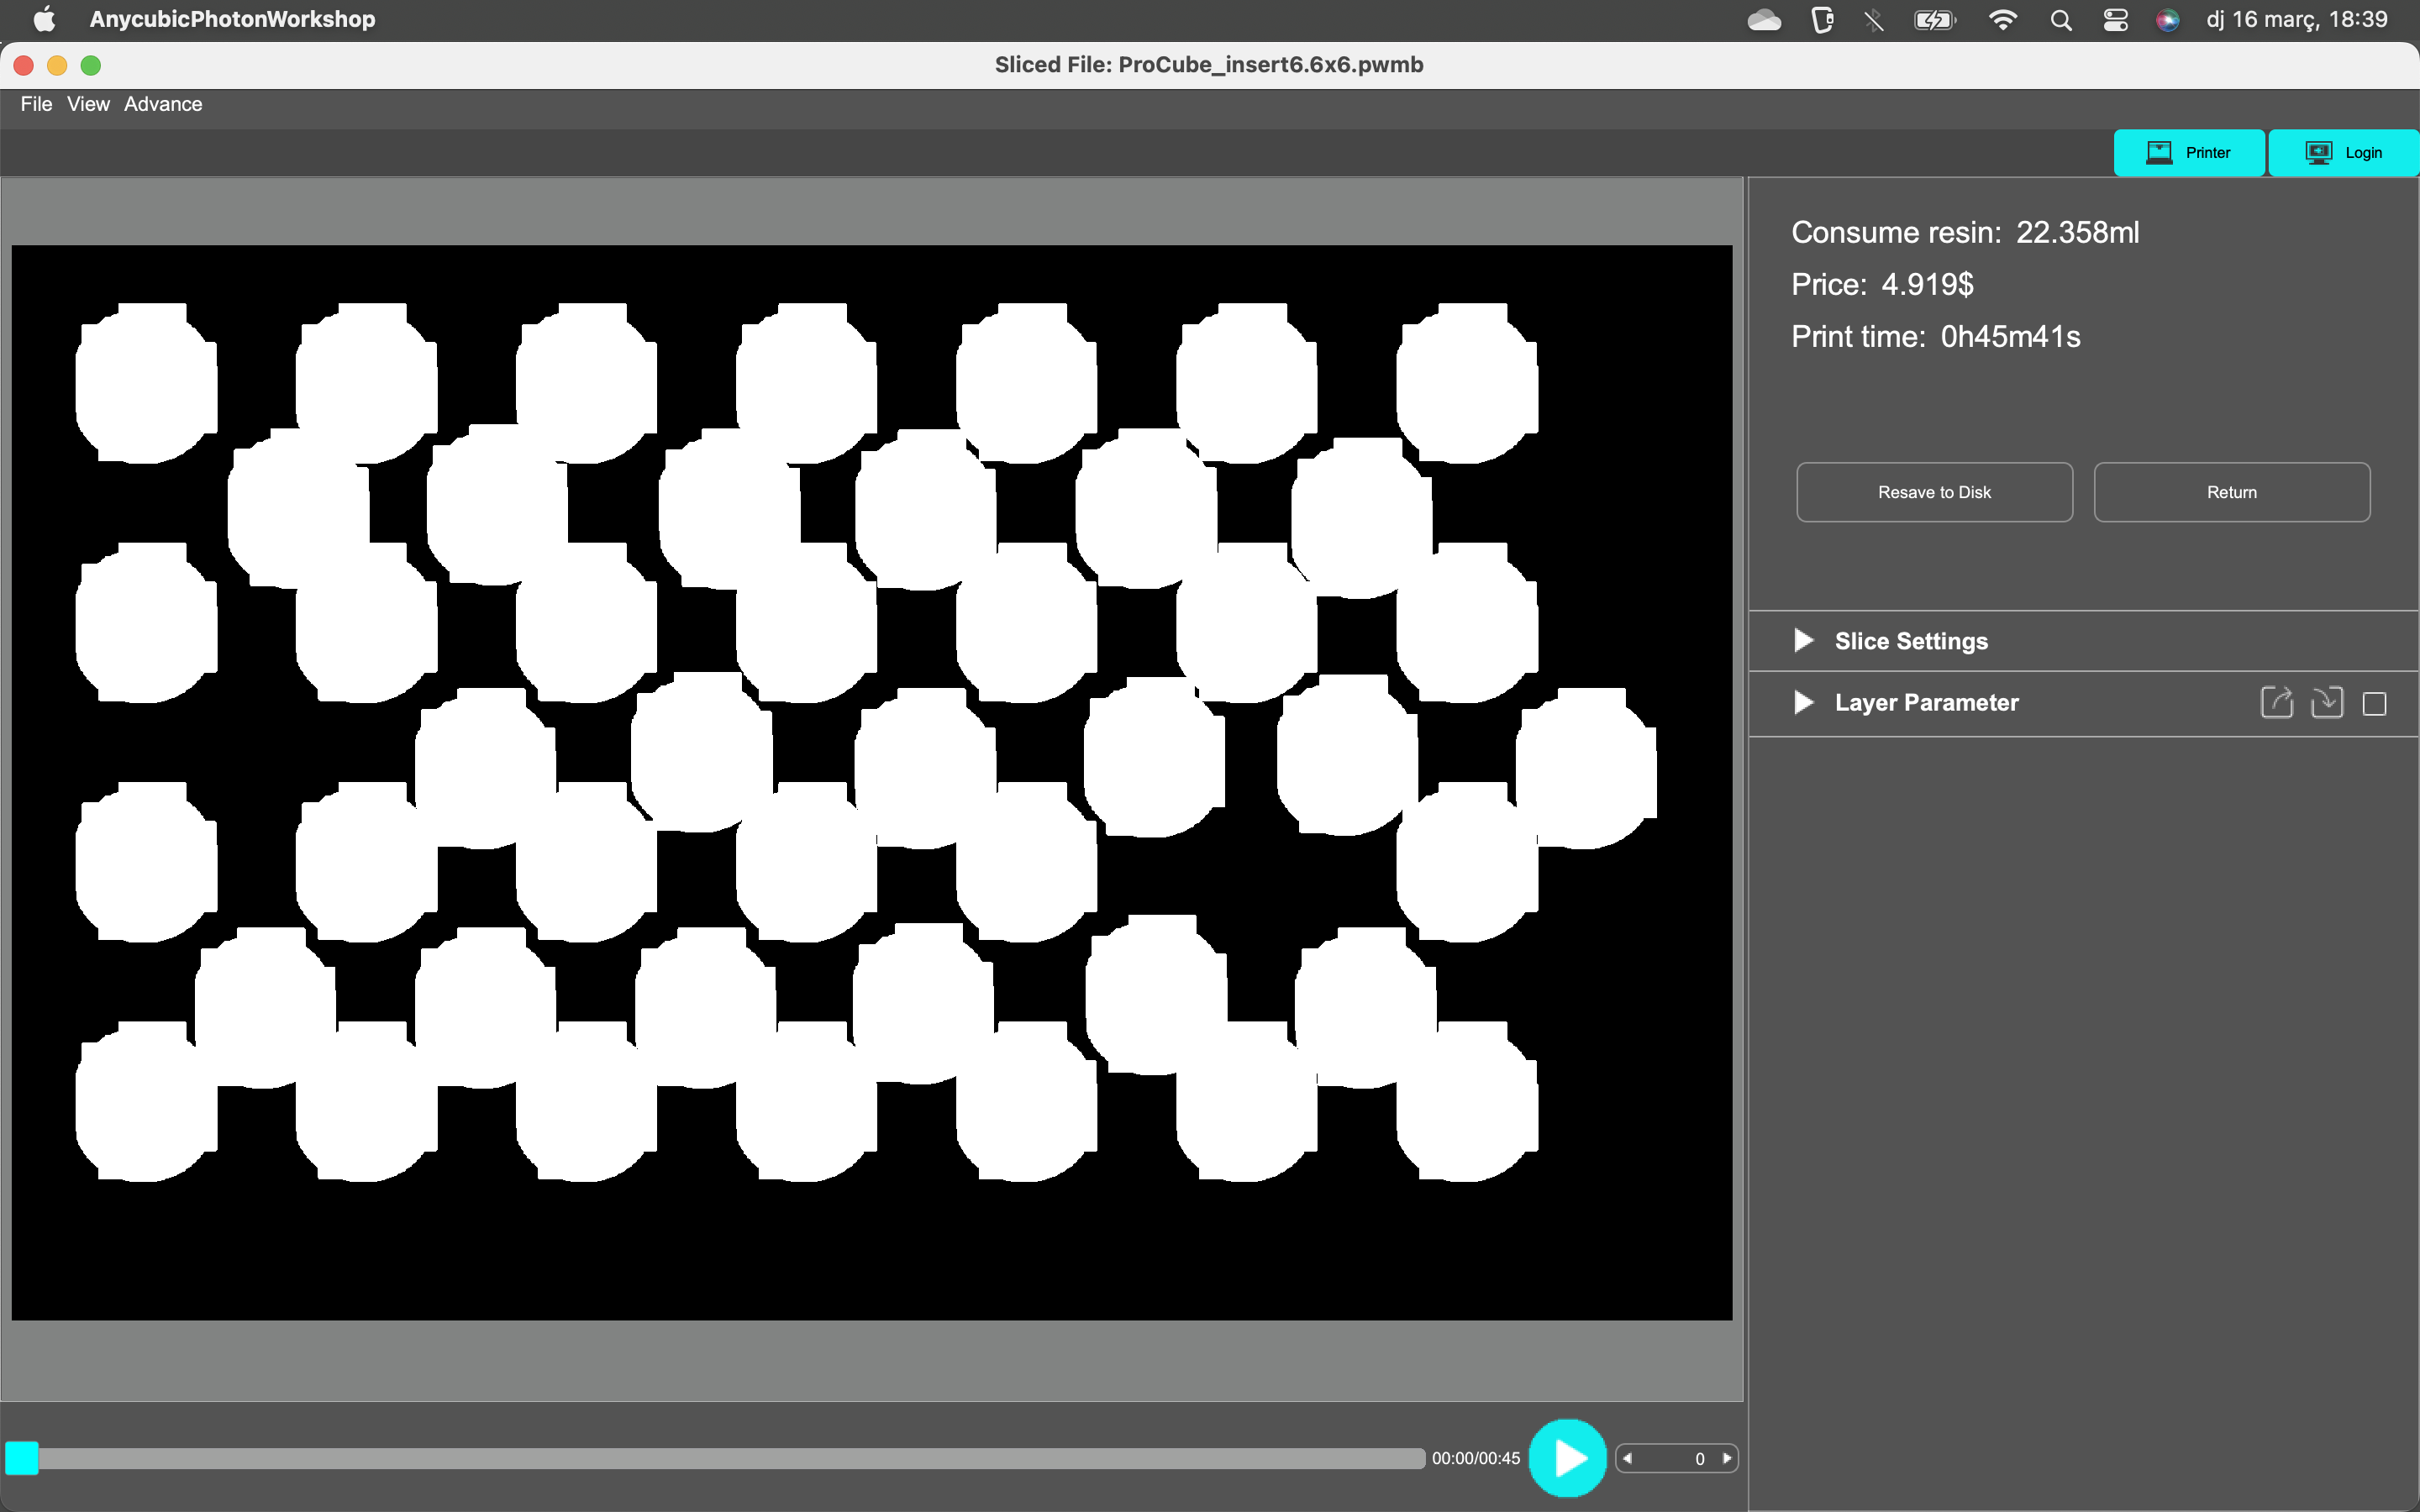 AnycubicPhotonWorkshop
dj 16 març, 18:39
Sliced File: ProCube_insert6.6x6.pwmb
File View Advance
Printer
Login
Consume resin: 22.358ml
Price: 4.919$
Print time: 0h45m41s
Resave to Disk
Return
Slice Settings
Layer Parameter
00:00/00:45
0